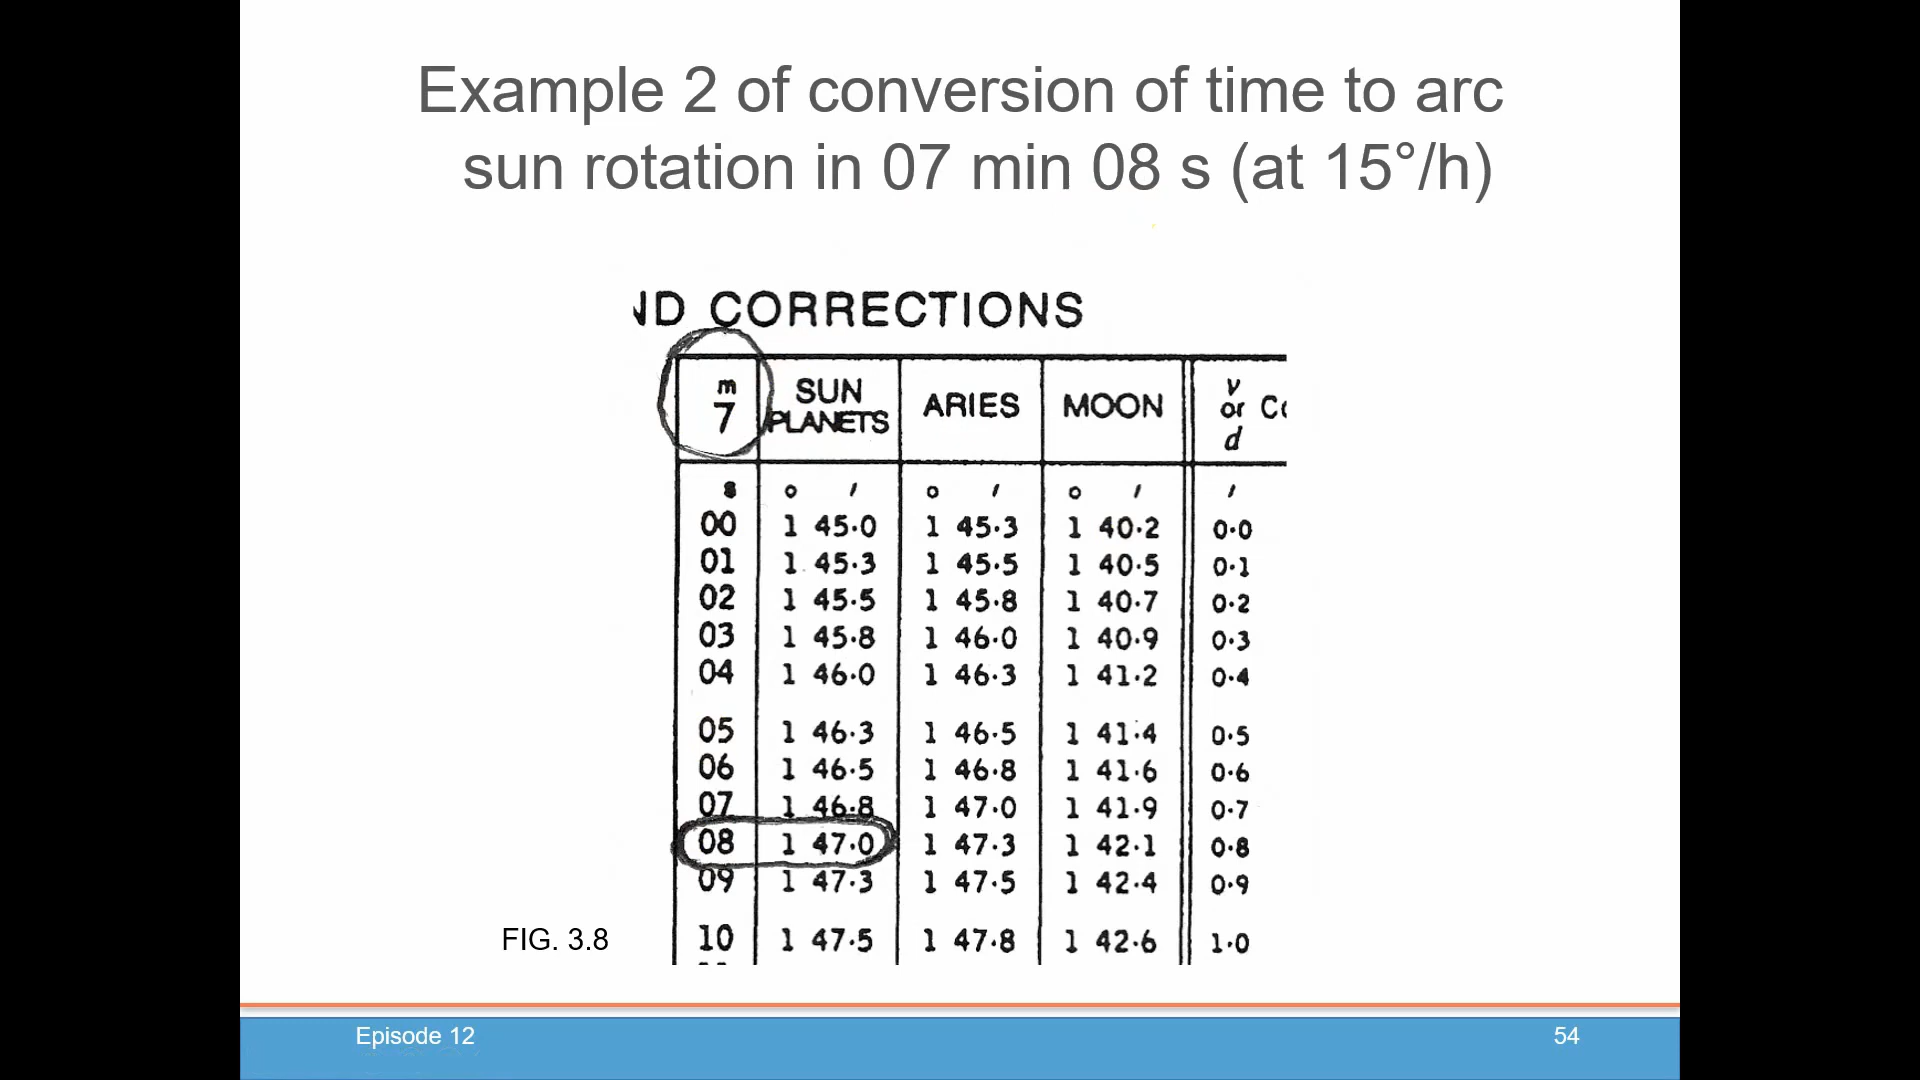 Example 2 of conversion of time to arc
sun rotation in 07 min 08 s (at 15°/h)
ND CORRECTIONS
m 7 SUN PLANETS ARIES MOON v or d
s ° ′ ° ′ ° ′ ′
00 1 45·0 1 45·3 1 40·2 0·0
01 1 45·3 1 45·5 1 40·5 0·1
02 1 45·5 1 45·8 1 40·7 0·2
03 1 45·8 1 46·0 1 40·9 0·3
04 1 46·0 1 46·3 1 41·2 0·4
05 1 46·3 1 46·5 1 41·4 0·5
06 1 46·5 1 46·8 1 41·6 0·6
07 1 46·8 1 47·0 1 41·9 0·7
08 1 47·0 1 47·3 1 42·1 0·8
09 1 47·3 1 47·5 1 42·4 0·9
10 1 47·5 1 47·8 1 42·6 1·0
FIG. 3.8
Episode 12
54